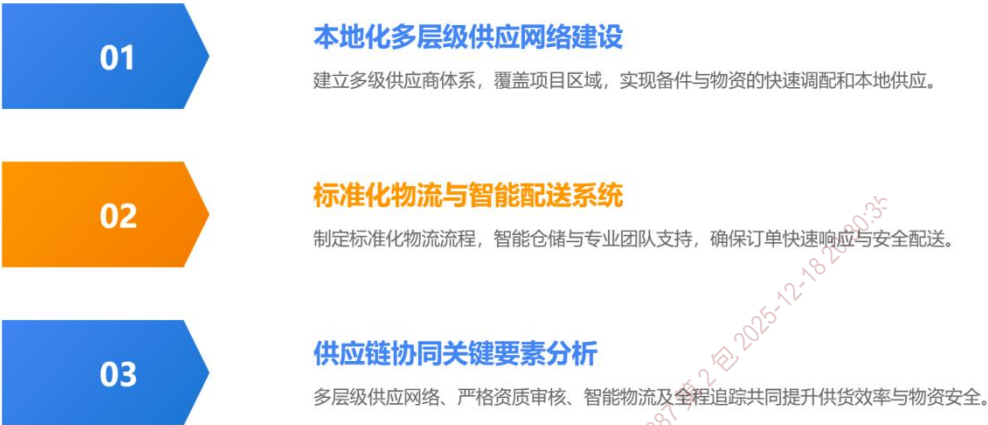 01
本地化多层级供应网络建设
建立多级供应商体系，覆盖项目区域，实现备件与物资的快速调配和本地供应。
02
标准化物流与智能配送系统
制定标准化物流流程，智能仓储与专业团队支持，确保订单快速响应与安全配送。
03
供应链协同关键要素分析
多层级供应网络、严格资质审核、智能物流及全程追踪共同提升供货效率与物资安全。
第2包 2025-12-18